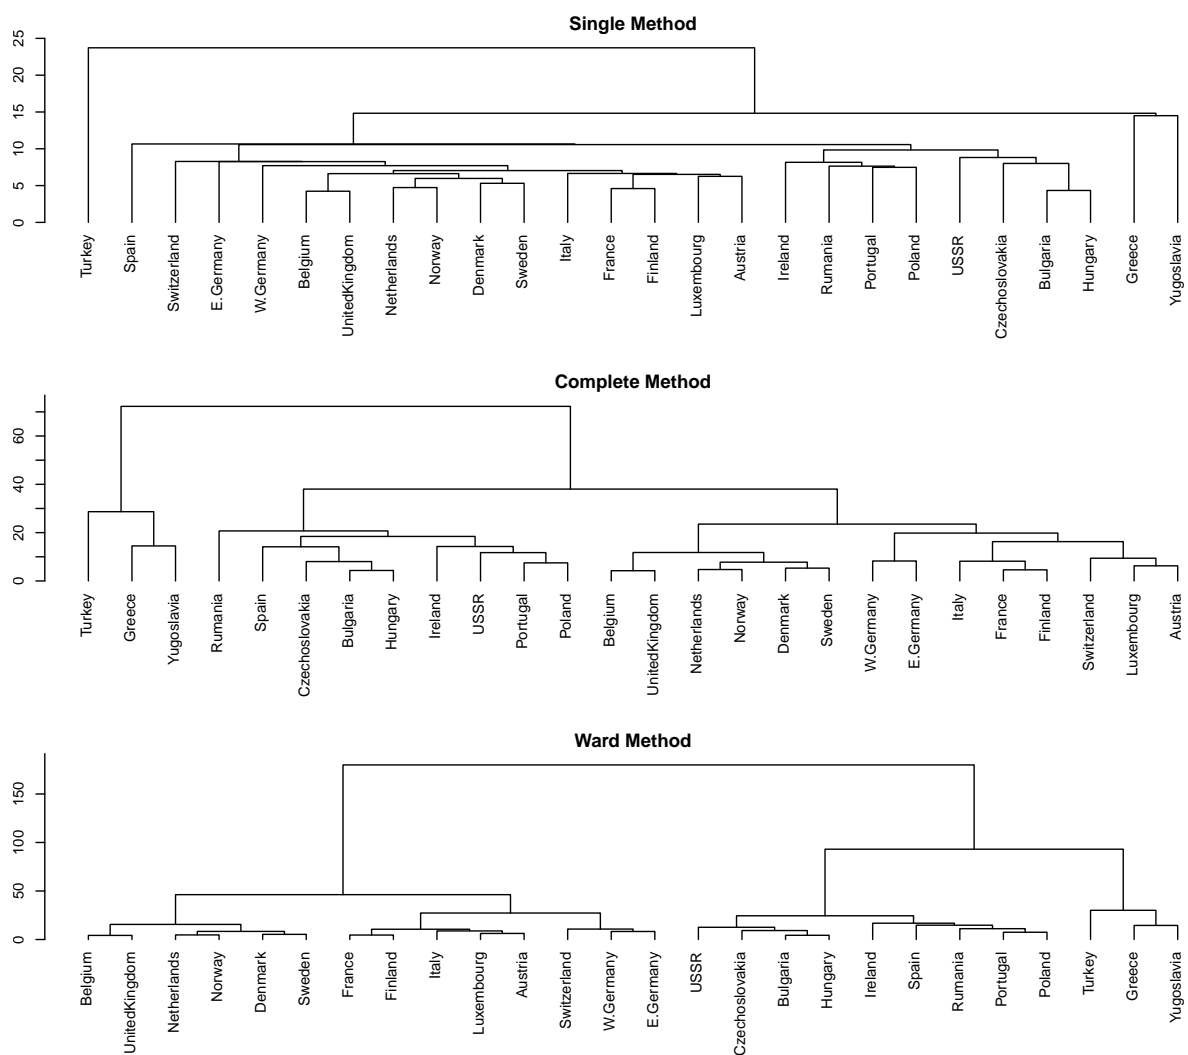 Single Method
25
20
15
10
5
0
Turkey
Spain
Switzerland
E.Germany
W.Germany
Belgium
UnitedKingdom
Netherlands
Norway
Denmark
Sweden
Italy
France
Finland
Luxembourg
Austria
Ireland
Rumania
Portugal
Poland
USSR
Czechoslovakia
Bulgaria
Hungary
Greece
Yugoslavia
Complete Method
60
40
20
0
Turkey
Greece
Yugoslavia
Rumania
Spain
Czechoslovakia
Bulgaria
Hungary
Ireland
USSR
Portugal
Poland
Belgium
UnitedKingdom
Netherlands
Norway
Denmark
Sweden
W.Germany
E.Germany
Italy
France
Finland
Switzerland
Luxembourg
Austria
Ward Method
150
100
50
0
Belgium
UnitedKingdom
Netherlands
Norway
Denmark
Sweden
France
Finland
Italy
Luxembourg
Austria
Switzerland
W.Germany
E.Germany
USSR
Czechoslovakia
Bulgaria
Hungary
Ireland
Spain
Rumania
Portugal
Poland
Turkey
Greece
Yugoslavia